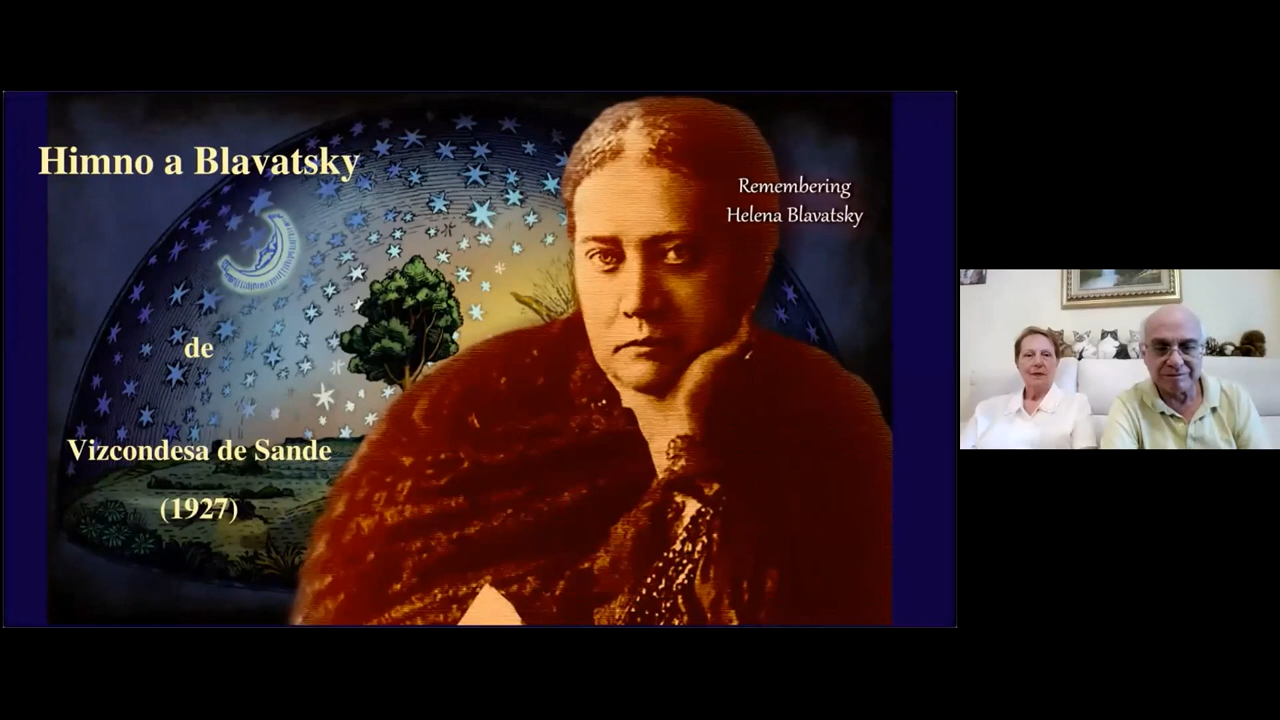 Himno a Blavatsky
Remembering
Helena Blavatsky
de
Vizcondesa de Sande
(1927)